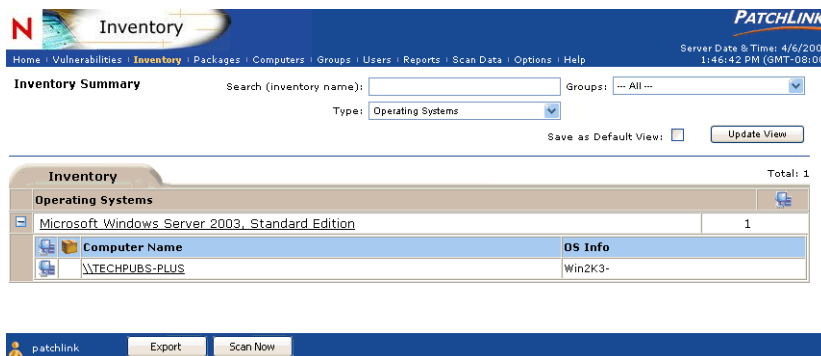 N Inventory PATCHLINK
Server Date & Time: 4/6/200
Home Vulnerabilities Inventory Packages Computers Groups Users Reports Scan Data Options Help 1:46:42 PM (GMT-08:00
Inventory Summary Search (inventory name): Groups: --- All ---
Type: Operating Systems
Save as Default View: Update View
Inventory Total: 1
Operating Systems
Microsoft Windows Server 2003, Standard Edition 1
Computer Name OS Info
\\TECHPUBS-PLUS Win2K3-
patchlink Export Scan Now